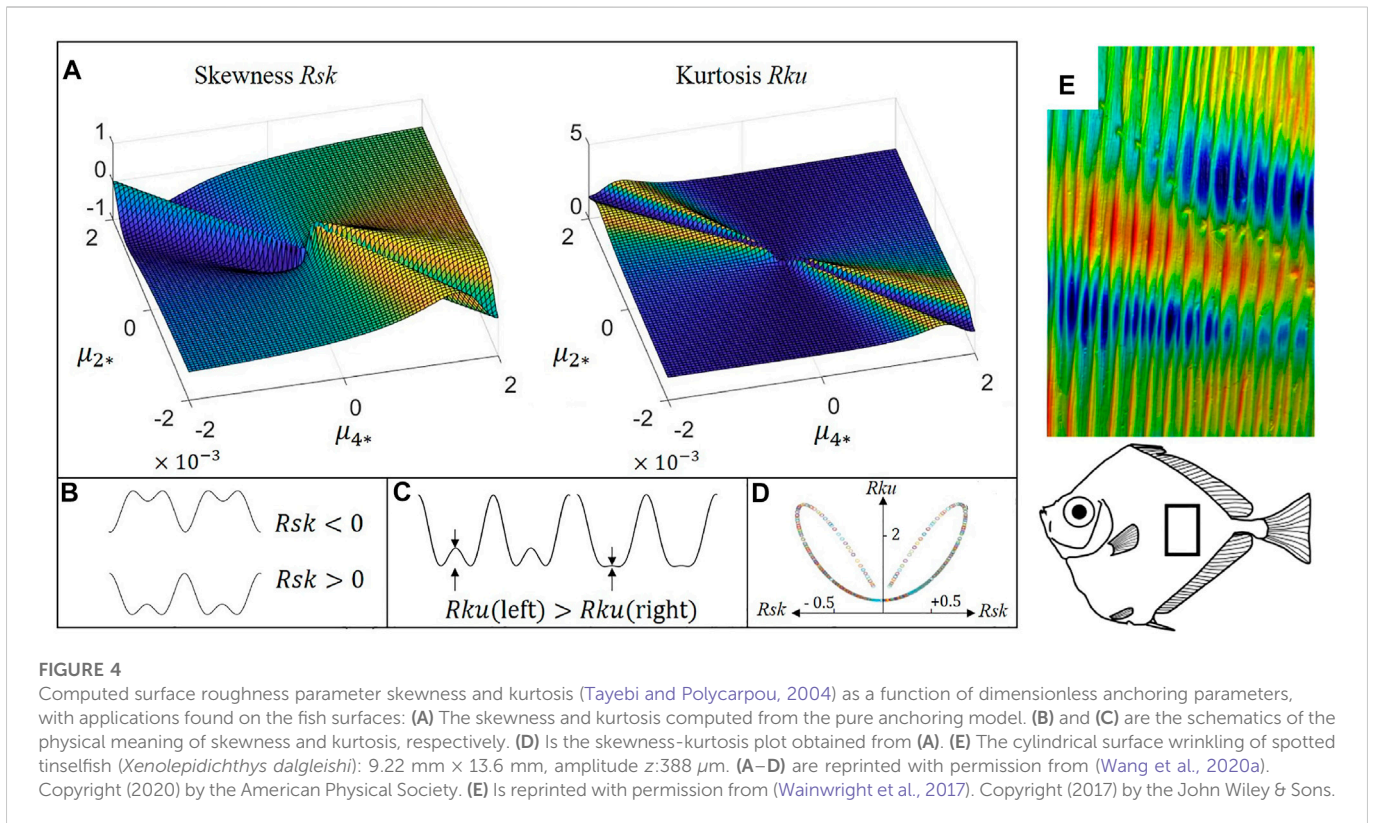 A
Skewness Rsk
Kurtosis Rku
1
0
-1
2
0
-2
μ2*
-2
0
2
μ4*
× 10⁻³
5
0
2
0
-2
μ2*
-2
0
2
μ4*
× 10⁻³
E
B
Rsk < 0
Rsk > 0
C
Rku(left) > Rku(right)
D
Rku
2
Rsk
- 0.5
+0.5
Rsk
FIGURE 4
Computed surface roughness parameter skewness and kurtosis (Tayebi and Polycarpou, 2004) as a function of dimensionless anchoring parameters,
with applications found on the fish surfaces: (A) The skewness and kurtosis computed from the pure anchoring model. (B) and (C) are the schematics of the
physical meaning of skewness and kurtosis, respectively. (D) Is the skewness-kurtosis plot obtained from (A). (E) The cylindrical surface wrinkling of spotted
tinselfish (Xenolepidichthys dalgleishi): 9.22 mm × 13.6 mm, amplitude z:388 μm. (A–D) are reprinted with permission from (Wang et al., 2020a).
Copyright (2020) by the American Physical Society. (E) Is reprinted with permission from (Wainwright et al., 2017). Copyright (2017) by the John Wiley & Sons.